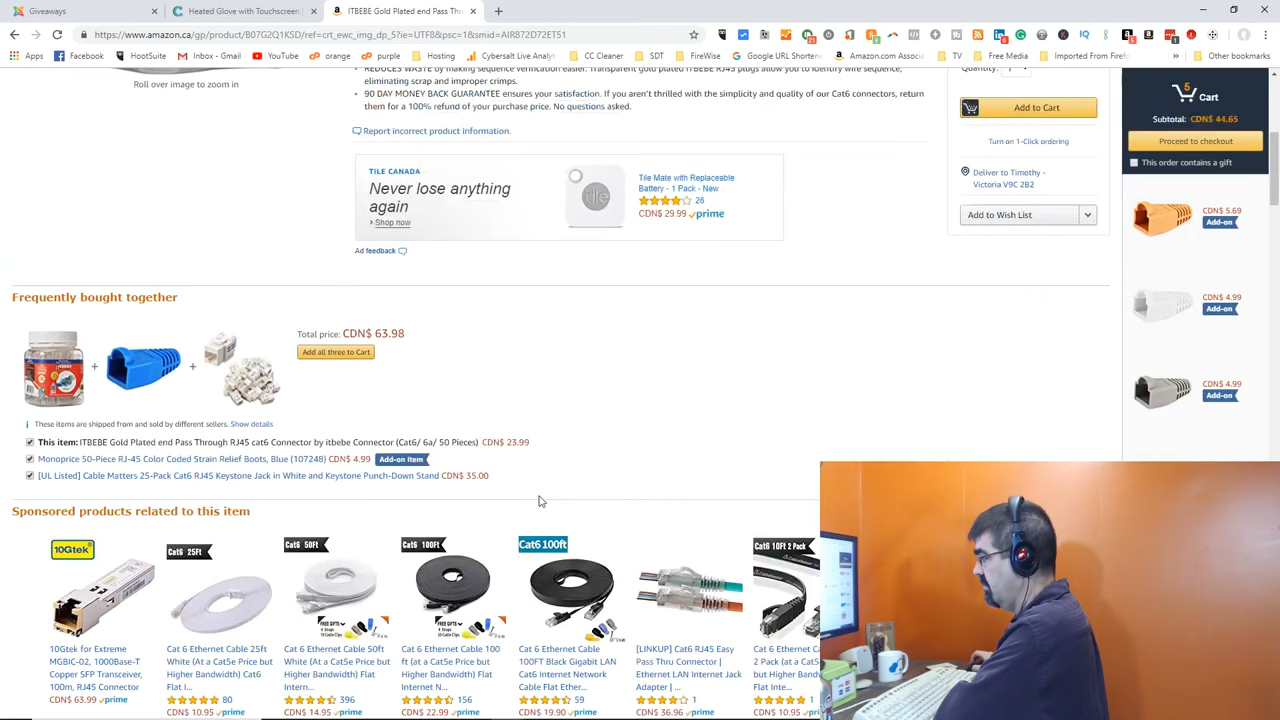 Giveaways
Heated Glove with Touchscreen
ITBEBE Gold Plated end Pass Thr
https://www.amazon.ca/gp/product/B07G2Q1KSD/ref=crt_ewc_img_dp_5?ie=UTF8&psc=1&smid=AIR872D72ET51
Apps
Facebook
HootSuite
Inbox - Gmail
YouTube
orange
purple
Hosting
Cybersalt Live Analyt
CC Cleaner
SDT
FireWise
Google URL Shorten
Amazon.com Associa
TV
Free Media
Imported From Firef
Other bookmarks
Roll over image to zoom in
REDUCES WASTE by making sequence verification easier. Transparent gold plated ITBEBE RJ45 plugs allow you to identify wire sequence,
eliminating scrap and improper crimps.
90 DAY MONEY BACK GUARANTEE ensures your satisfaction. If you aren't thrilled with the simplicity and quality of our Cat6 connectors, return
them for a 100% refund of your purchase price. No questions asked.
Report incorrect product information.
TILE CANADA
Never lose anything
again
> Shop now
Tile Mate with Replaceable
Battery - 1 Pack - New
26
CDN$ 29.99 prime
Ad feedback
Quantity: 1
Add to Cart
Turn on 1-Click ordering
Deliver to Timothy -
Victoria V9C 2B2
Add to Wish List
5
Cart
Subtotal: CDN$ 44.65
Proceed to checkout
This order contains a gift
CDN$ 5.69
Add-on
CDN$ 4.99
Add-on
CDN$ 4.99
Add-on
Frequently bought together
+
+
Total price: CDN$ 63.98
Add all three to Cart
i These items are shipped from and sold by different sellers. Show details
This item: ITBEBE Gold Plated end Pass Through RJ45 cat6 Connector by itbebe Connector (Cat6/ 6a/ 50 Pieces) CDN$ 23.99
Monoprice 50-Piece RJ-45 Color Coded Strain Relief Boots, Blue (107248) CDN$ 4.99 Add-on Item
[UL Listed] Cable Matters 25-Pack Cat6 RJ45 Keystone Jack in White and Keystone Punch-Down Stand CDN$ 35.00
Sponsored products related to this item
10Gtek
10Gtek for Extreme
MGBIC-02, 1000Base-T
Copper SFP Transceiver,
100m, RJ45 Connector
CDN$ 63.99 prime
Cat6 25Ft
Cat 6 Ethernet Cable 25ft
White (At a Cat5e Price but
Higher Bandwidth) Cat6
Flat I...
80
CDN$ 10.95 prime
Cat6 50Ft
FREE GIFTS
Cat 6 Ethernet Cable 50ft
White (At a Cat5e Price but
Higher Bandwidth) Flat
Intern...
396
CDN$ 14.95 prime
Cat6 100Ft
FREE GIFTS
Cat 6 Ethernet Cable 100
ft (at a Cat5e Price but
Higher Bandwidth) Flat
Internet N...
156
CDN$ 22.99 prime
Cat6 100ft
Cat6 Ethernet Cable
100FT Black Gigabit LAN
Cat6 Internet Network
Cable Flat Ether...
59
CDN$ 19.90 prime
[LINKUP] Cat6 RJ45 Easy
Pass Thru Connector |
Ethernet LAN Internet Jack
Adapter | ...
1
CDN$ 36.96 prime
Cat6 10Ft 2 Pack
Cat 6 Ethernet Cable
2 Pack (at a Cat5
Higher Bandwidth)
Flat Inte...
1
CDN$ 10.95 prime